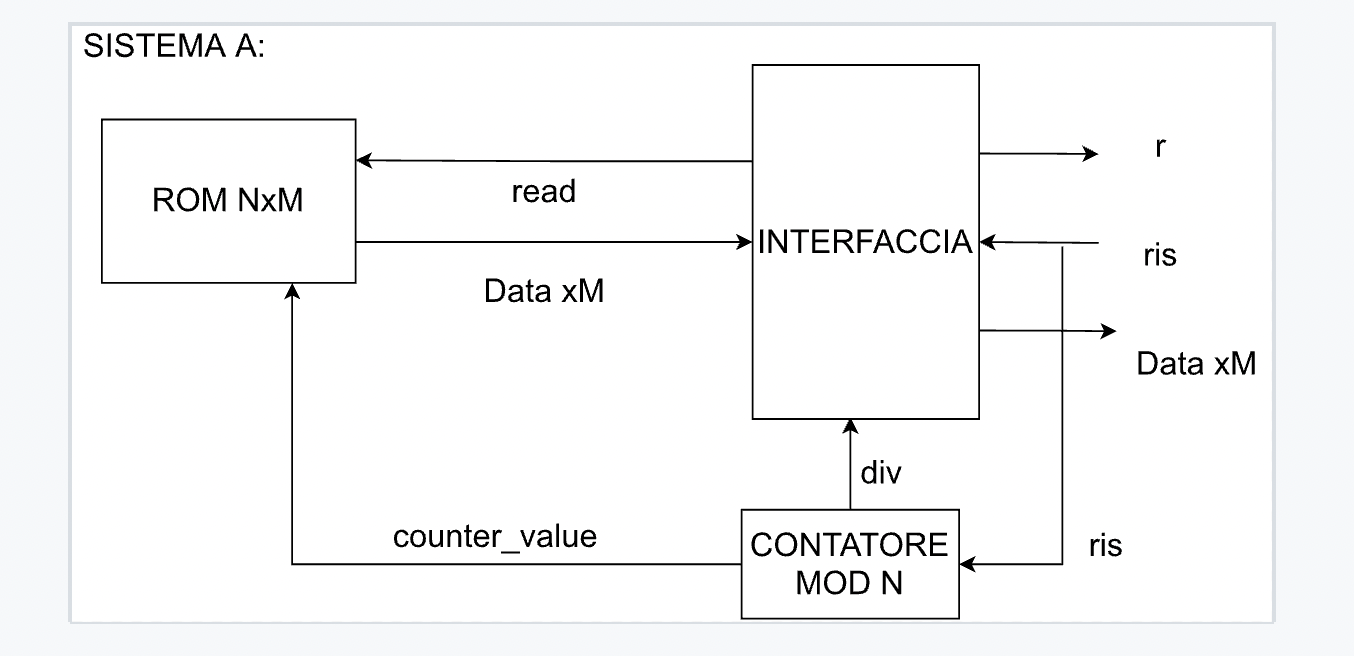 SISTEMA A:
ROM NxM
read
Data xM
INTERFACCIA
r
ris
Data xM
div
counter_value
CONTATORE
MOD N
ris